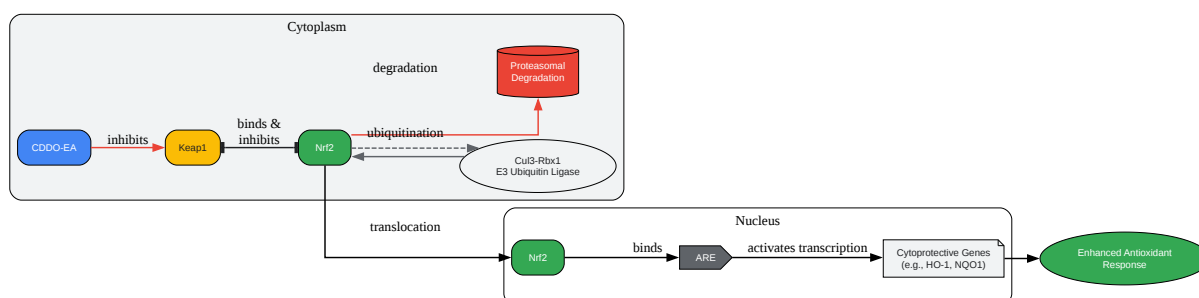 Cytoplasm
degradation
Proteasomal
Degradation
CDDO-EA
inhibits
Keap1
binds &
inhibits
Nrf2
ubiquitination
Cul3-Rbx1
E3 Ubiquitin Ligase
translocation
Nucleus
Nrf2
binds
ARE
activates transcription
Cytoprotective Genes
(e.g., HO-1, NQO1)
Enhanced Antioxidant
Response